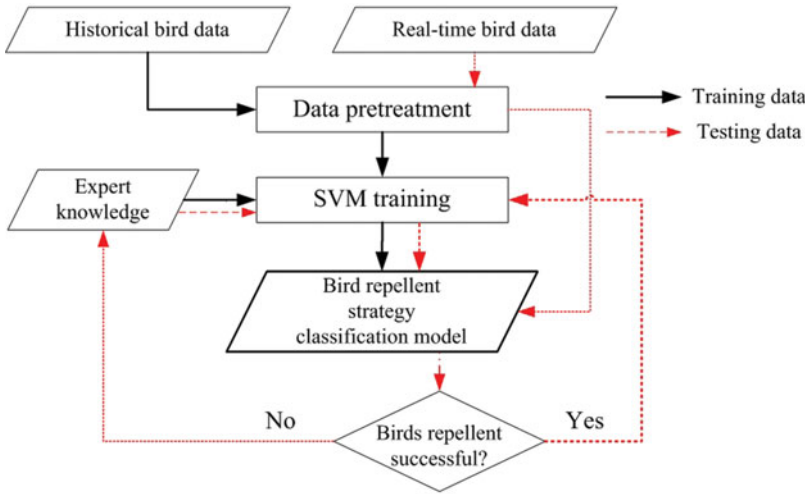 Historical bird data
Real-time bird data
Data pretreatment
Training data
Testing data
Expert
knowledge
SVM training
Bird repellent
strategy
classification model
No
Yes
Birds repellent
successful?